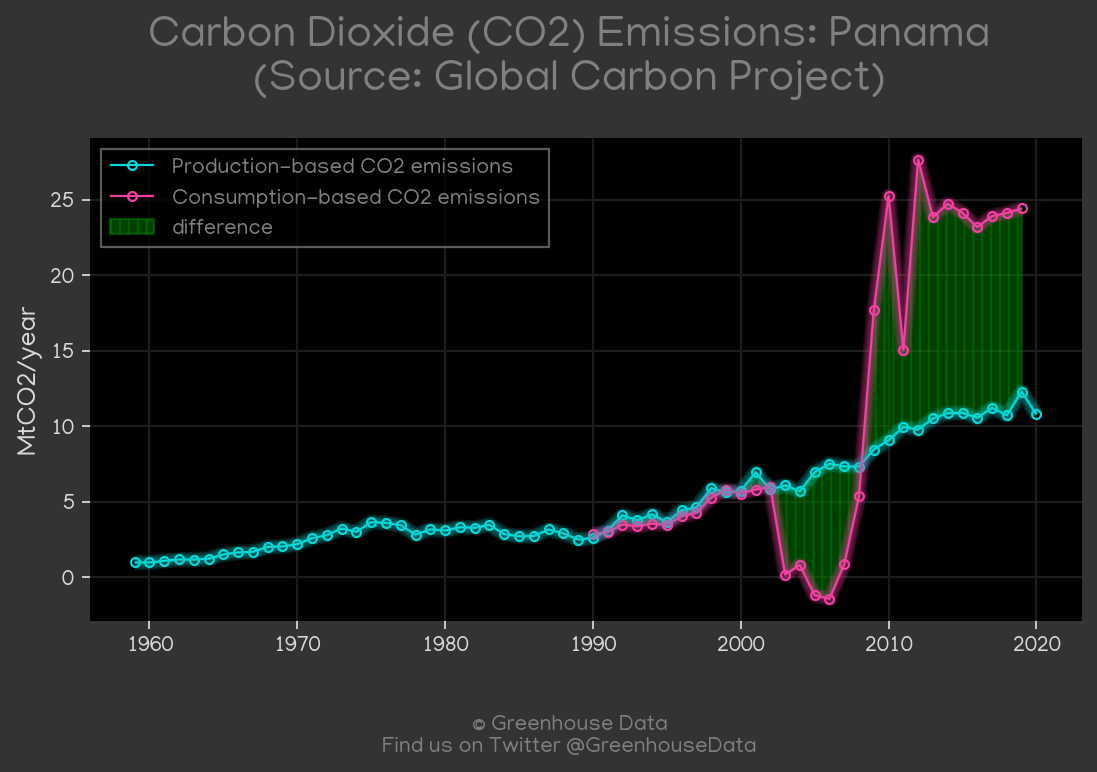 Carbon Dioxide (CO2) Emissions: Panama
(Source: Global Carbon Project)
Production-based CO2 emissions
Consumption-based CO2 emissions
difference
MtCO2/year
25
20
15
10
5
0
1960 1970 1980 1990 2000 2010 2020
© Greenhouse Data
Find us on Twitter @GreenhouseData